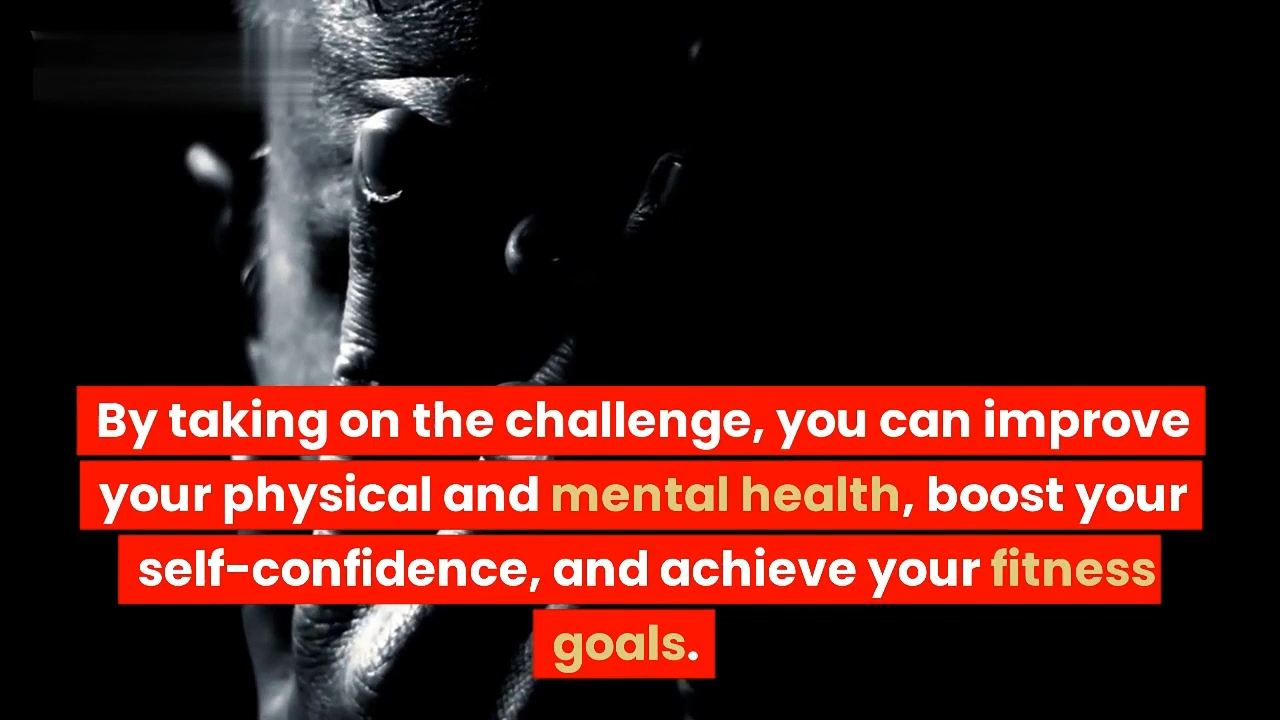 By taking on the challenge, you can improve
your physical and mental health, boost your
self-confidence, and achieve your fitness
goals.